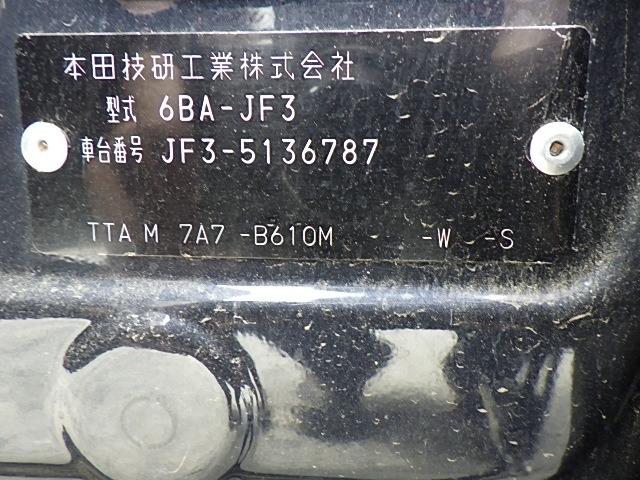 本田技研工業株式会社
型式 6BA-JF3
車台番号 JF3-5136787
TTA M 7A7 -B610M -W -S